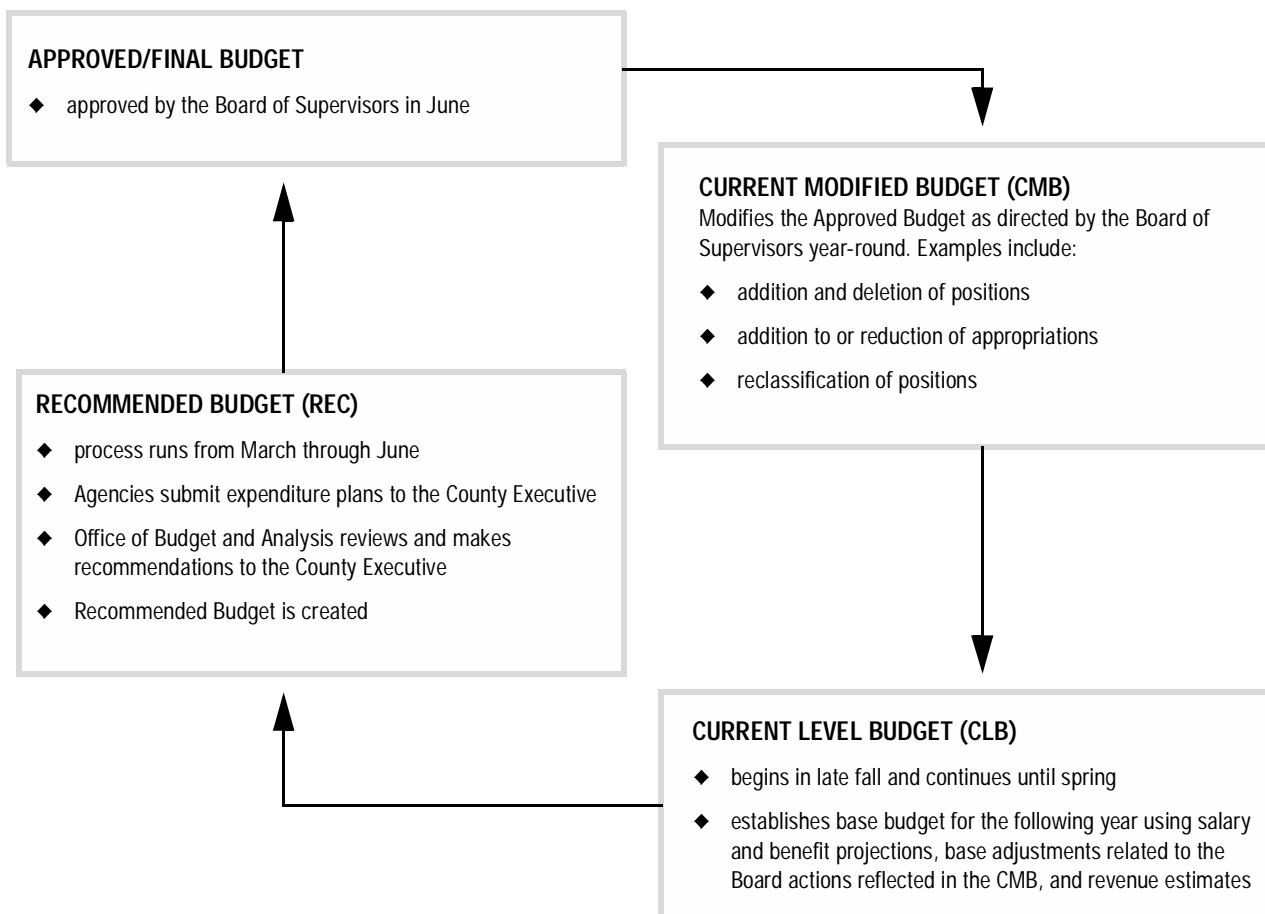 APPROVED/FINAL BUDGET
◆ approved by the Board of Supervisors in June
CURRENT MODIFIED BUDGET (CMB)
Modifies the Approved Budget as directed by the Board of
Supervisors year-round. Examples include:
◆ addition and deletion of positions
◆ addition to or reduction of appropriations
◆ reclassification of positions
RECOMMENDED BUDGET (REC)
◆ process runs from March through June
◆ Agencies submit expenditure plans to the County Executive
◆ Office of Budget and Analysis reviews and makes
recommendations to the County Executive
◆ Recommended Budget is created
CURRENT LEVEL BUDGET (CLB)
◆ begins in late fall and continues until spring
◆ establishes base budget for the following year using salary
and benefit projections, base adjustments related to the
Board actions reflected in the CMB, and revenue estimates